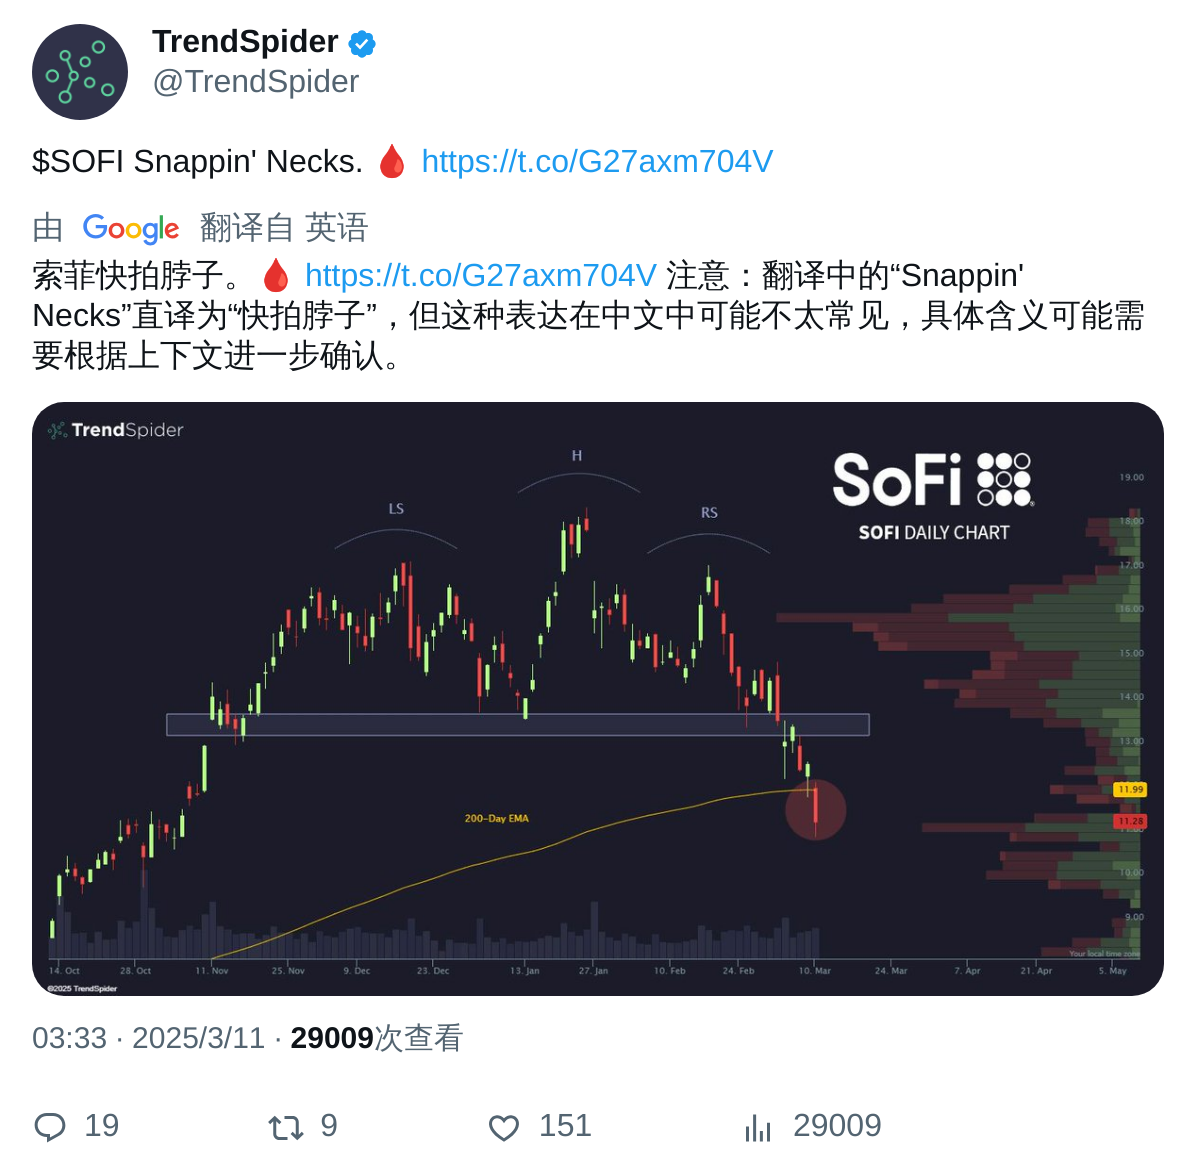 TrendSpider
@TrendSpider
$SOFI Snappin' Necks. 🩸 https://t.co/G27axm704V
由 Google 翻译自 英语
索菲快拍脖子。🩸 https://t.co/G27axm704V 注意：翻译中的“Snappin'
Necks”直译为“快拍脖子”，但这种表达在中文中可能不太常见，具体含义可能需
要根据上下文进一步确认。
TrendSpider
H
LS
RS
SoFi
SOFI DAILY CHART
19.00
18.00
17.00
16.00
15.00
14.00
13.00
11.99
11.28
10.00
9.00
200-Day EMA
Your local time zone
14. Oct 28. Oct 11. Nov 25. Nov 9. Dec 23. Dec 13. Jan 27. Jan 10. Feb 24. Feb 10. Mar 24. Mar 7. Apr 21. Apr 5. May
©2025 TrendSpider
03:33 · 2025/3/11 · 29009次查看
19 9 151 29009